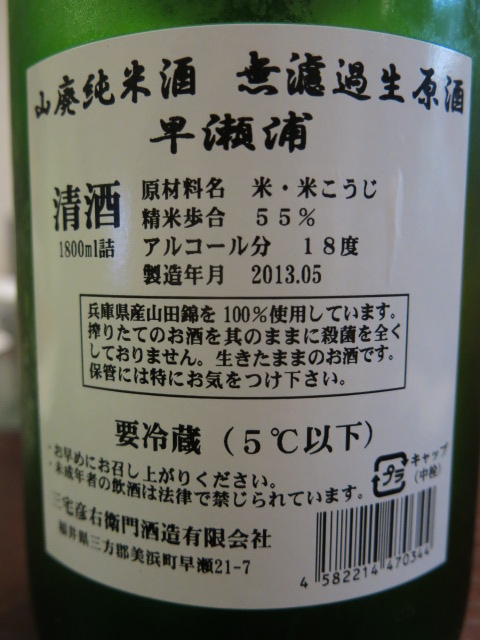 山廃純米酒 無濾過生原酒
早瀬浦
清酒
1800ml詰
原材料名 米・米こうじ
精米歩合 55%
アルコール分 18度
製造年月 2013.05
兵庫県産山田錦を100%使用しています。
搾りたてのお酒を其のままに殺菌を全く
しておりません。生きたままのお酒です。
保管には特にお気をつけ下さい。
要冷蔵(5℃以下)
・お早めにお召し上がりください。
・未成年者の飲酒は法律で禁じられています。
プラ
キャップ
(中栓)
三宅彦右衛門酒造有限会社
福井県三方郡美浜町早瀬21-7
4582214470344